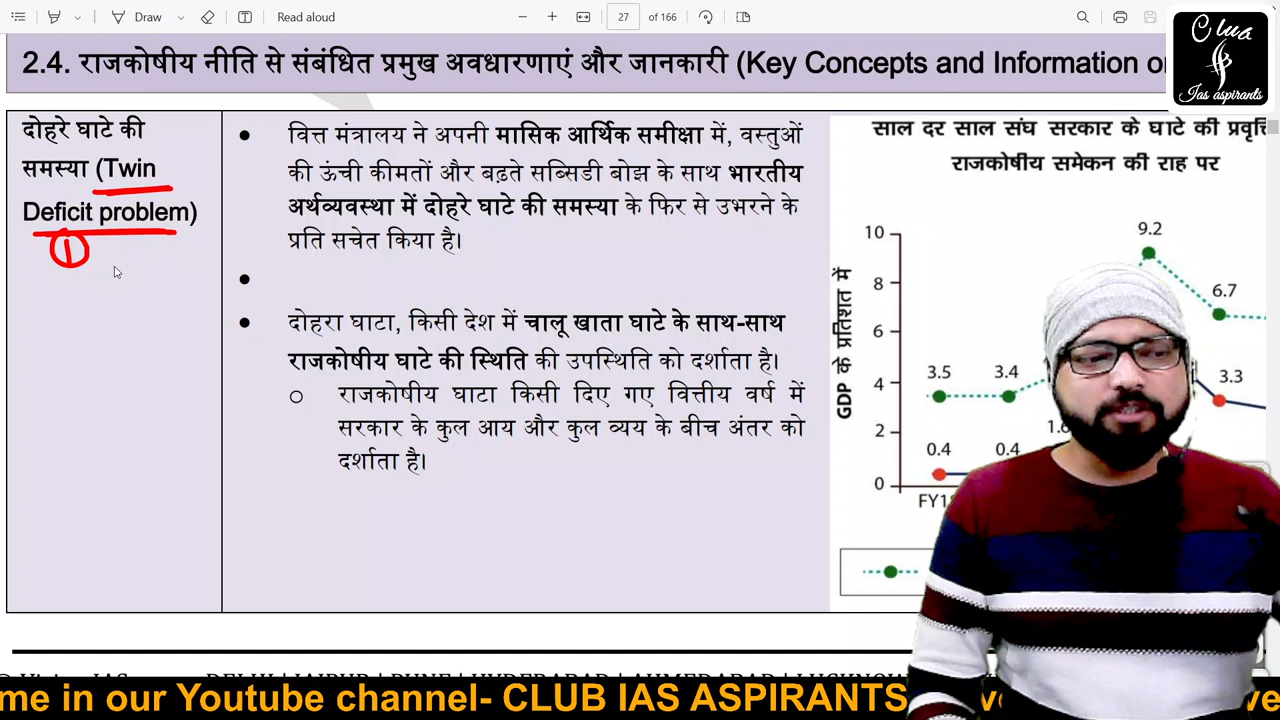 Draw
Read aloud
27
of 166
Clua
Ias aspirants
2.4. राजकोषीय नीति से संबंधित प्रमुख अवधारणाएं और जानकारी (Key Concepts and Information
दोहरे घाटे की
समस्या (Twin
Deficit problem)
1
वित्त मंत्रालय ने अपनी मासिक आर्थिक समीक्षा में, वस्तुओं
की ऊंची कीमतों और बढ़ते सब्सिडी बोझ के साथ भारतीय
अर्थव्यवस्था में दोहरे घाटे की समस्या के फिर से उभरने के
प्रति सचेत किया है।
दोहरा घाटा, किसी देश में चालू खाता घाटे के साथ-साथ
राजकोषीय घाटे की स्थिति की उपस्थिति को दर्शाता है।
राजकोषीय घाटा किसी दिए गए वित्तीय वर्ष में
सरकार के कुल आय और कुल व्यय के बीच अंतर को
दर्शाता है।
साल दर साल संघ सरकार के घाटे की
राजकोषीय समेकन की राह पर
GDP के प्रतिशत में
10
8
6
4
2
0
9.2
6.7
3.5
3.4
3.3
0.4
0.4
me in our Youtube channel- CLUB IAS ASPIRANTS